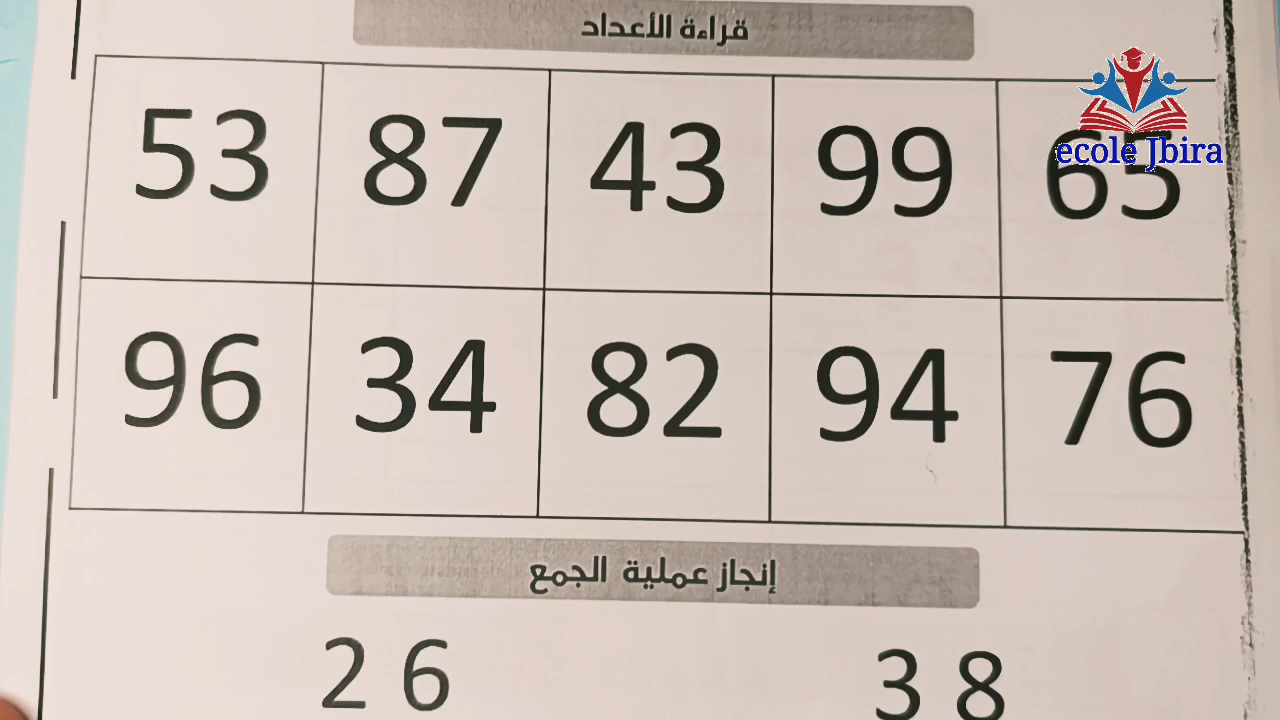 قراءة الأعداد
53 87 43 99 65
ecole Jbira
96 34 82 94 76
إنجاز عملية الجمع
26 38